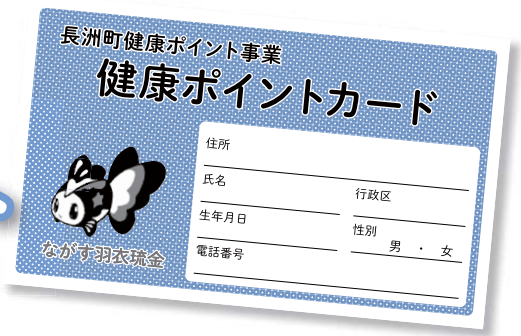 長洲町健康ポイント事業
健康ポイントカード
住所
氏名
行政区
生年月日
性別
男 ・ 女
電話番号
ながす羽衣琉金